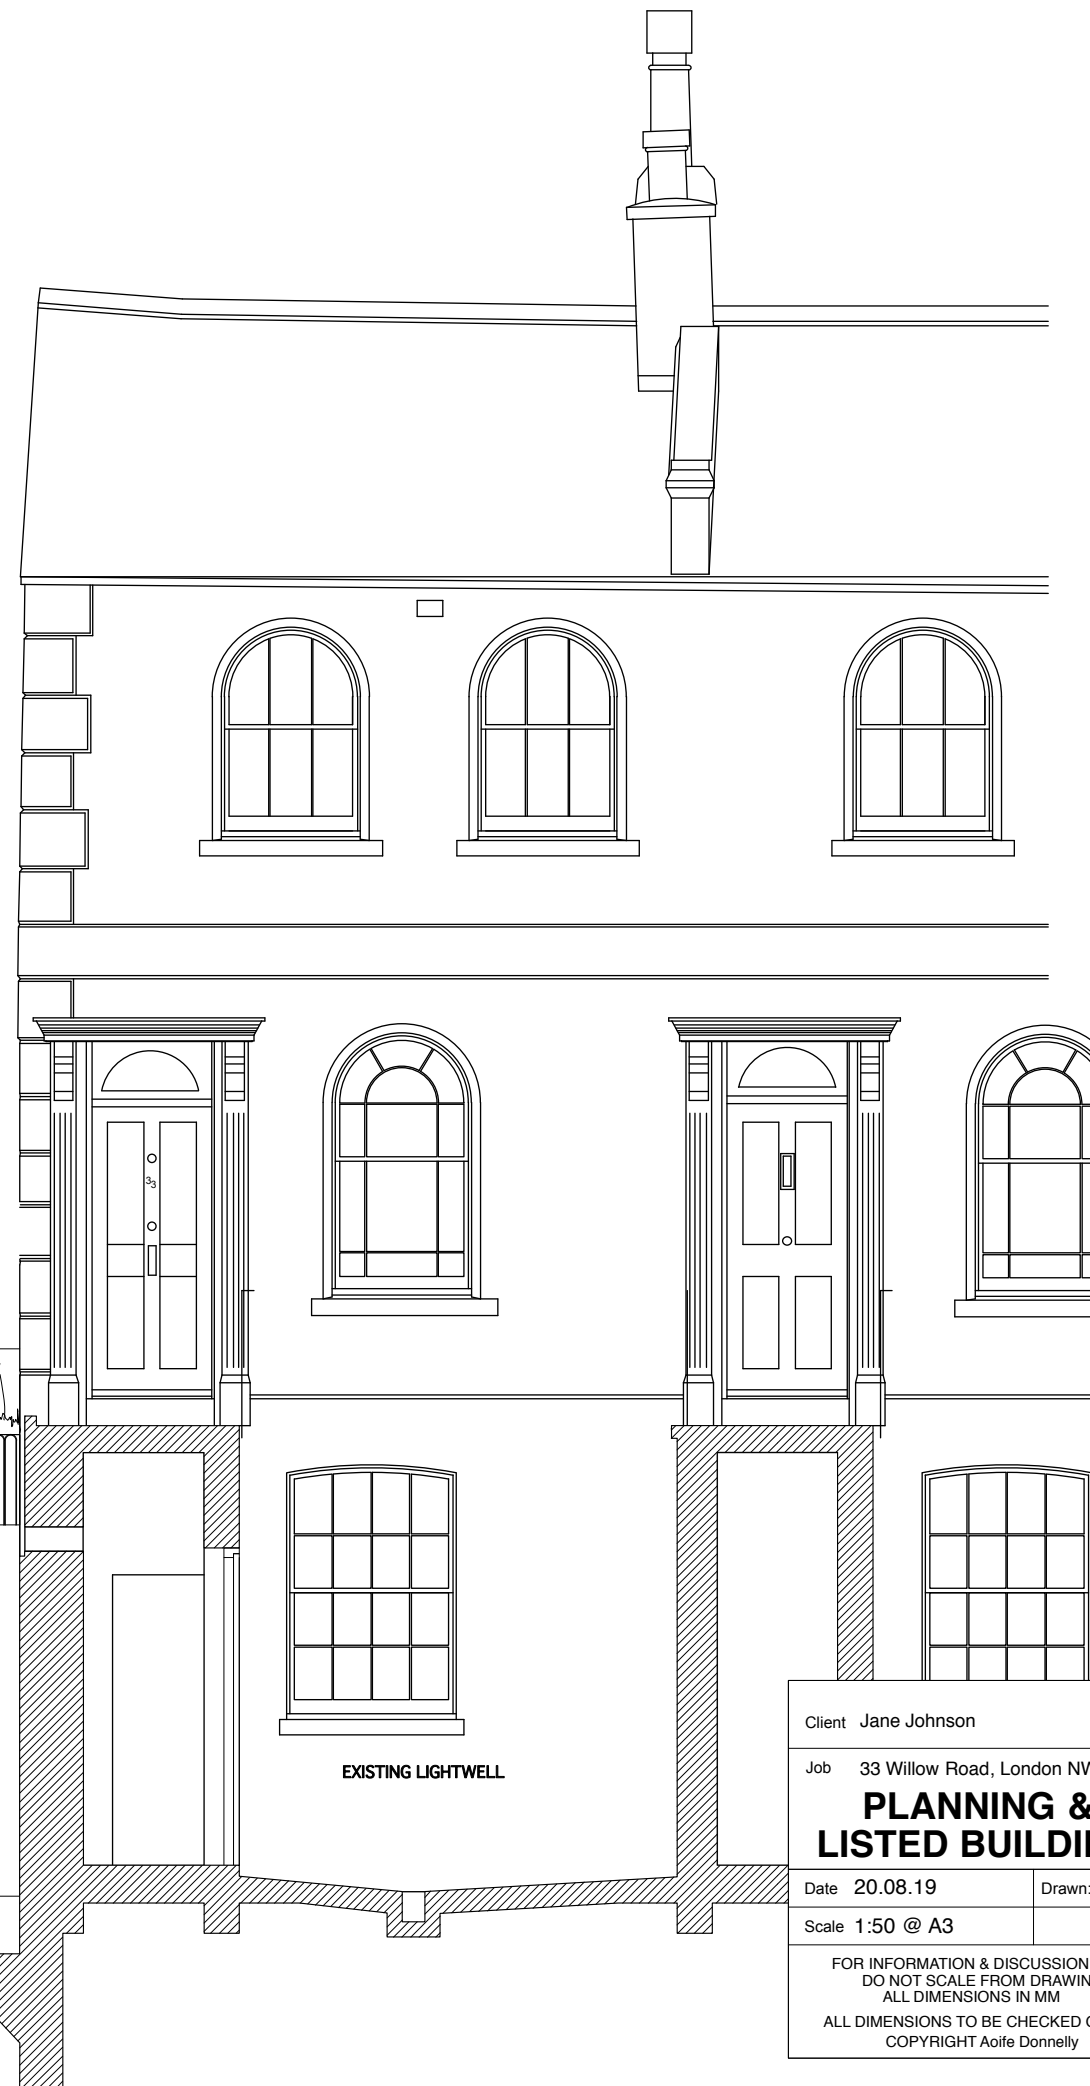 33
EXISTING LIGHTWELL
Client Jane Johnson
Job 33 Willow Road, London NW
PLANNING &
LISTED BUILDI
Date 20.08.19 Drawn:
Scale 1:50 @ A3
FOR INFORMATION & DISCUSSION
DO NOT SCALE FROM DRAWIN
ALL DIMENSIONS IN MM
ALL DIMENSIONS TO BE CHECKED
COPYRIGHT Aoife Donnelly